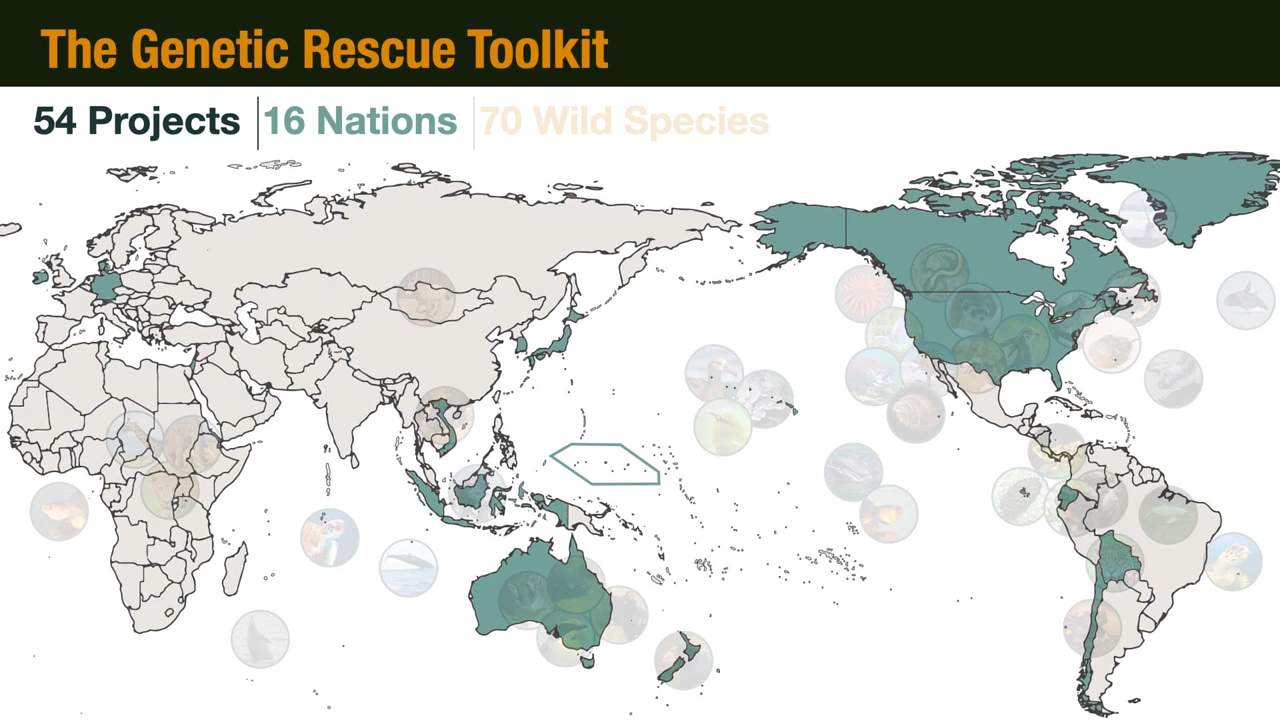 The Genetic Rescue Toolkit
54 Projects | 16 Nations | 70 Wild Species